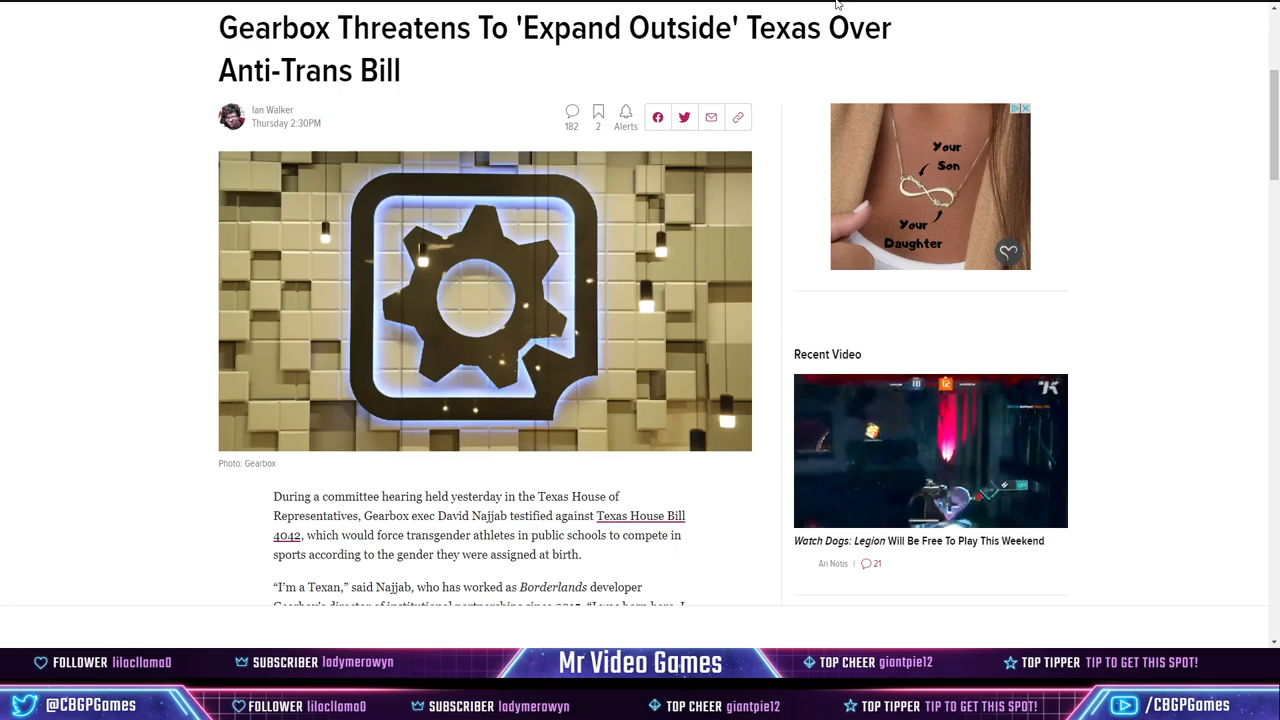 Gearbox Threatens To 'Expand Outside' Texas Over
Anti-Trans Bill
Ian Walker
Thursday 2:30PM
182
2
Alerts
Your
Son
Your
Daughter
Photo: Gearbox
Recent Video
10
12
Watch Dogs: Legion Will Be Free To Play This Weekend
Ari Notis
21
During a committee hearing held yesterday in the Texas House of
Representatives, Gearbox exec David Najjab testified against Texas House Bill
4042, which would force transgender athletes in public schools to compete in
sports according to the gender they were assigned at birth.
“I’m a Texan,” said Najjab, who has worked as Borderlands developer
FOLLOWER lilacllama0
SUBSCRIBER ladymerowyn
Mr Video Games
TOP CHEER giantpie12
TOP TIPPER TIP TO GET THIS SPOT!
@CBGPGames
FOLLOWER lilacllama0
SUBSCRIBER ladymerowyn
TOP CHEER giantpie12
TOP TIPPER TIP TO GET THIS SPOT!
/CBGPGames